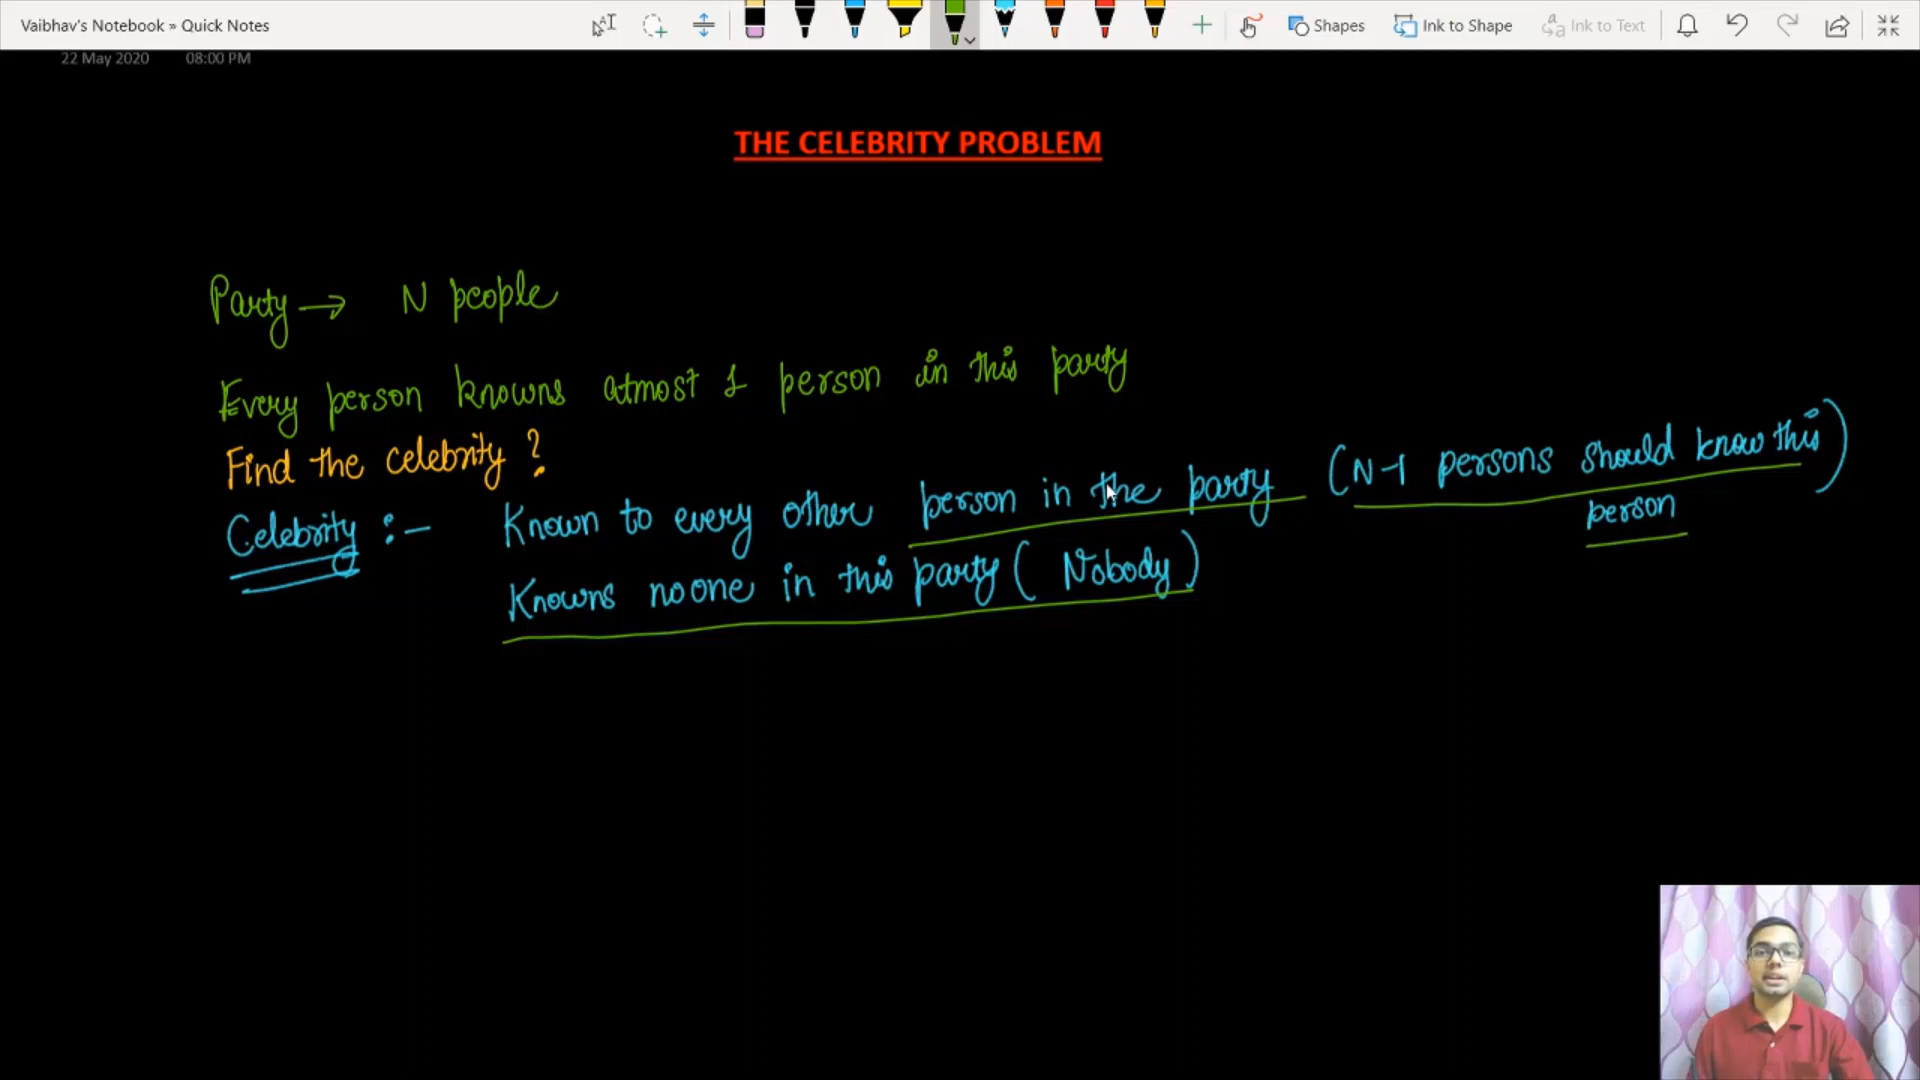 Vaibhav's Notebook » Quick Notes
Shapes
Ink to Shape
Ink to Text
22 May 2020 08:00 PM
THE CELEBRITY PROBLEM
Party → N people
Every person knowns atmost 1 person in this party
Find the celebrity ?
Celebrity :- Known to every other person in the party (N-1 persons should know this person)
Knowns no one in this party (Nobody)